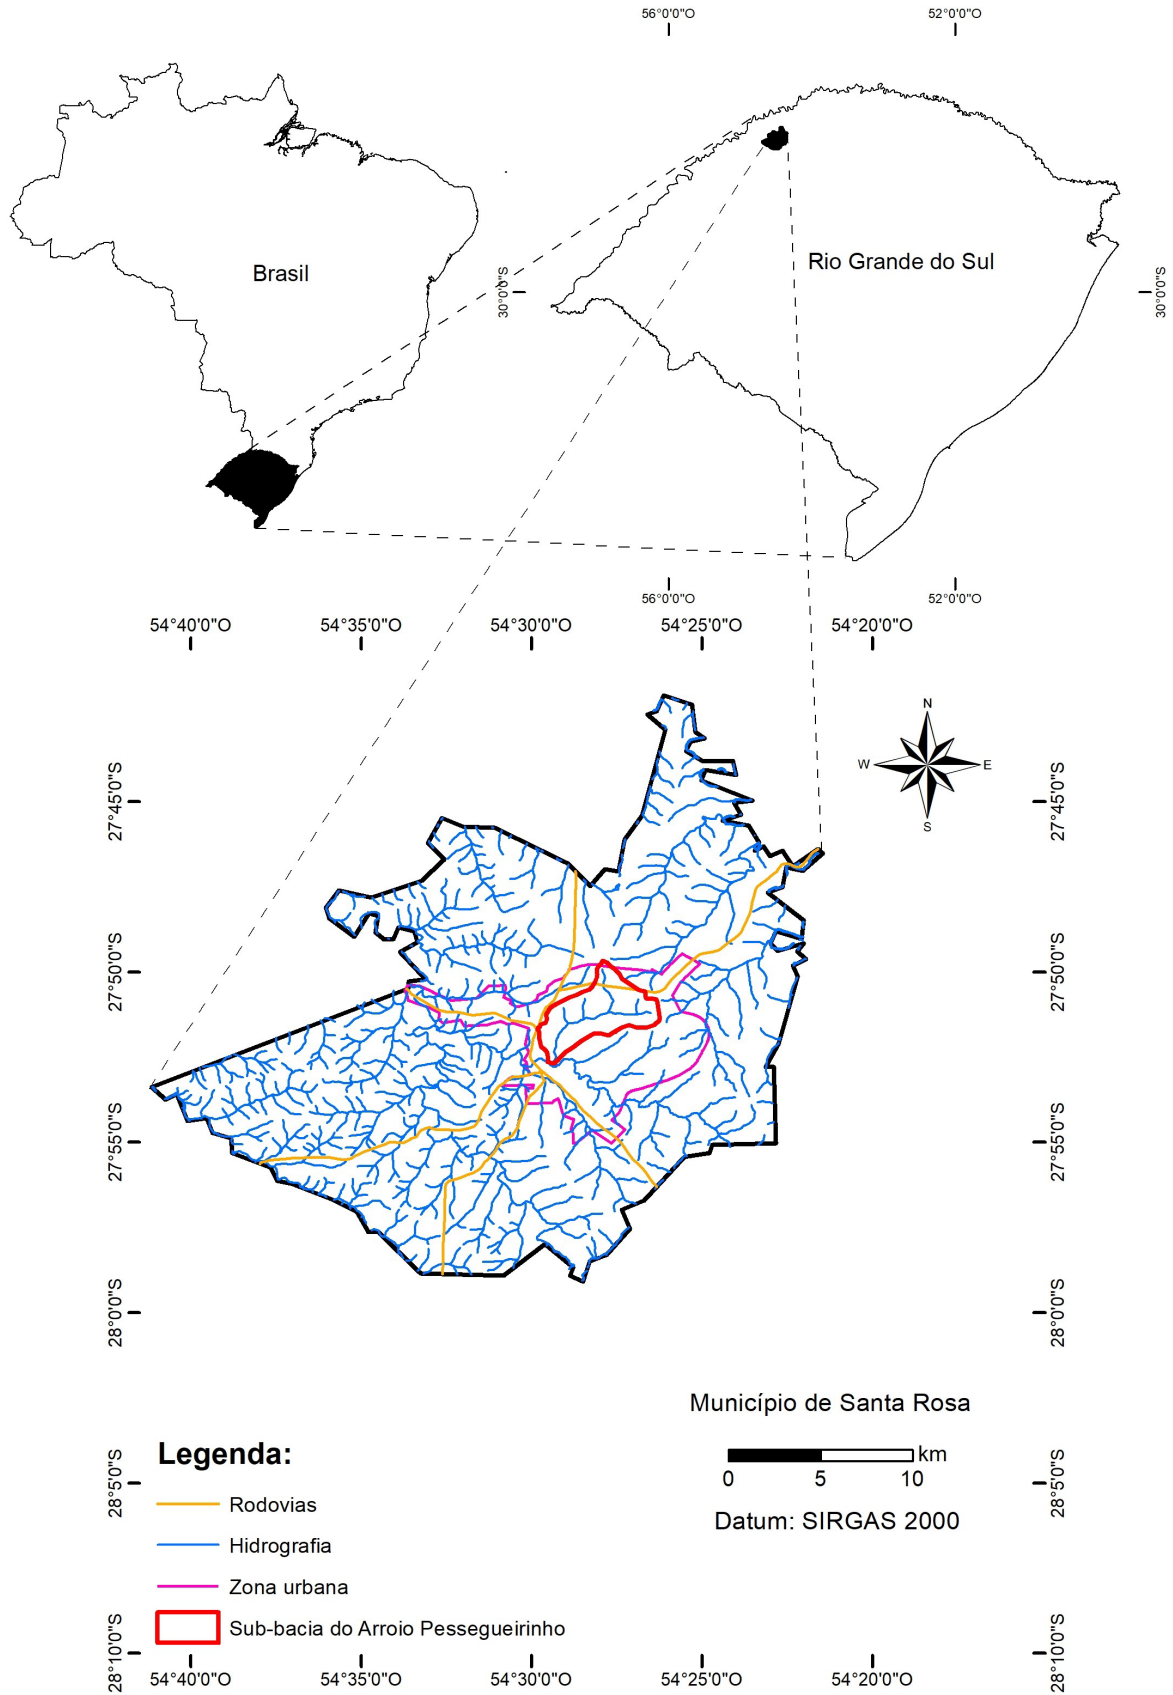 56°0'0"O
52°0'0"O
Brasil
Rio Grande do Sul
30°0'0"S
30°0'0"S
56°0'0"O
52°0'0"O
54°40'0"O
54°35'0"O
54°30'0"O
54°25'0"O
54°20'0"O
N
W
E
S
27°45'0"S
27°45'0"S
27°50'0"S
27°50'0"S
27°55'0"S
27°55'0"S
28°0'0"S
28°0'0"S
Município de Santa Rosa
km
0
5
10
Datum: SIRGAS 2000
28°5'0"S
28°5'0"S
Legenda:
Rodovias
Hidrografia
Zona urbana
Sub-bacia do Arroio Pessegueirinho
28°10'0"S
28°10'0"S
54°40'0"O
54°35'0"O
54°30'0"O
54°25'0"O
54°20'0"O